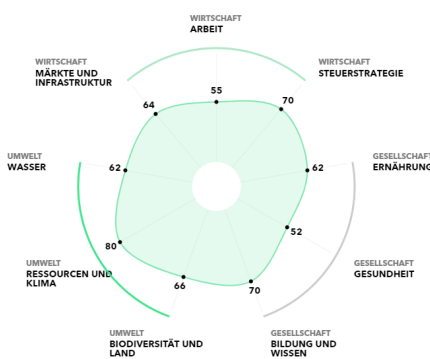 WIRTSCHAFT
ARBEIT
WIRTSCHAFT
MÄRKTE UND
INFRASTRUKTUR
WIRTSCHAFT
STEUERSTRATEGIE
55
64
70
UMWELT
WASSER
62
62
GESELLSCHAFT
ERNÄHRUNG
80
52
UMWELT
RESSOURCEN UND
KLIMA
GESELLSCHAFT
GESUNDHEIT
66
70
UMWELT
BIODIVERSITÄT UND
LAND
GESELLSCHAFT
BILDUNG UND
WISSEN